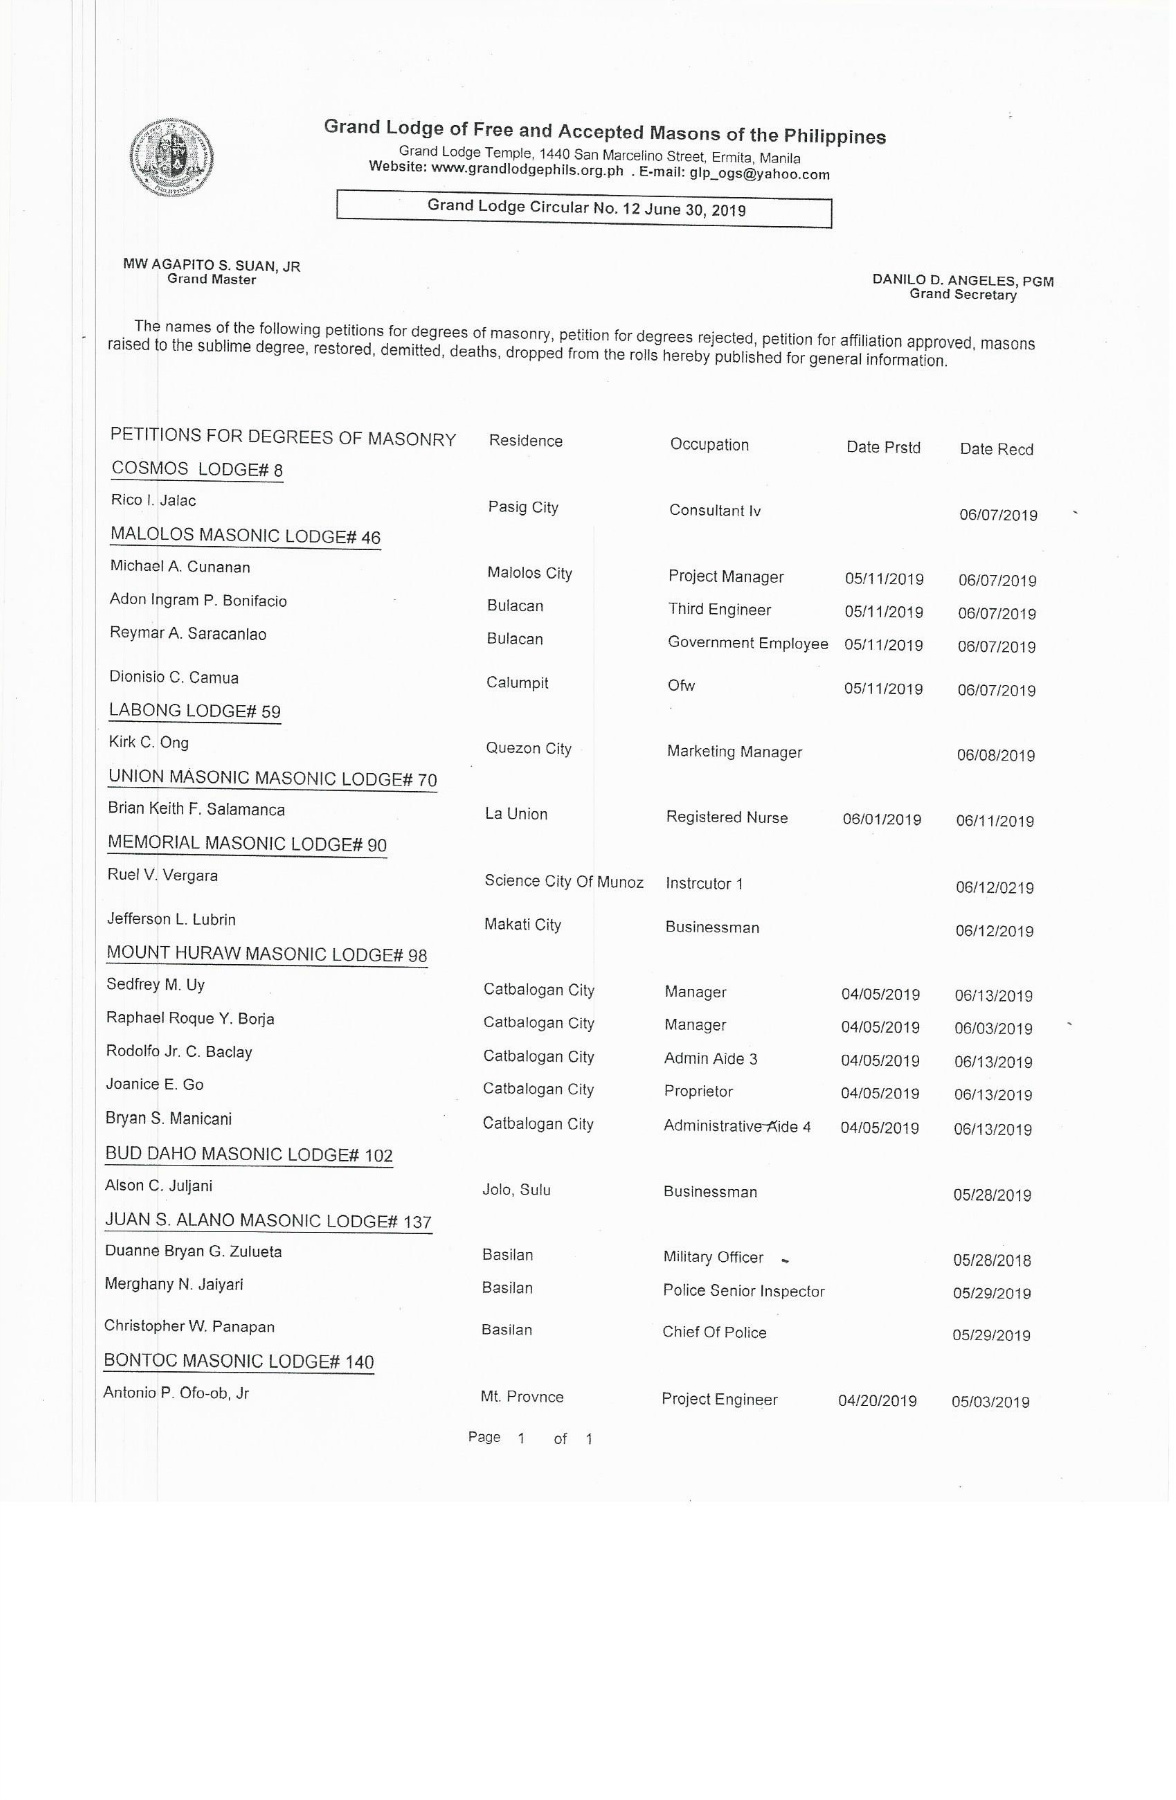 Grand Lodge of Free and Accepted Masons of the Philippines
Grand Lodge Temple, 1440 San Marcelino Street, Ermita, Manila
Website: www.grandlodgephils.org.ph . E-mail: glp_ogs@yahoo.com
Grand Lodge Circular No. 12 June 30, 2019
MW AGAPITO S. SUAN, JR
Grand Master
DANILO D. ANGELES, PGM
Grand Secretary
The names of the following petitions for degrees of masonry, petition for degrees rejected, petition for affiliation approved, masons
raised to the sublime degree, restored, demitted, deaths, dropped from the rolls hereby published for general information.
PETITIONS FOR DEGREES OF MASONRY Residence Occupation Date Prstd Date Recd
COSMOS LODGE# 8
Rico I. Jalac Pasig City Consultant Iv 06/07/2019
MALOLOS MASONIC LODGE# 46
Michael A. Cunanan Malolos City Project Manager 05/11/2019 06/07/2019
Adon Ingram P. Bonifacio Bulacan Third Engineer 05/11/2019 06/07/2019
Reymar A. Saracanlao Bulacan Government Employee 05/11/2019 06/07/2019
Dionisio C. Camua Calumpit Ofw 05/11/2019 06/07/2019
LABONG LODGE# 59
Kirk C. Ong Quezon City Marketing Manager 06/08/2019
UNION MASONIC MASONIC LODGE# 70
Brian Keith F. Salamanca La Union Registered Nurse 06/01/2019 06/11/2019
MEMORIAL MASONIC LODGE# 90
Ruel V. Vergara Science City Of Munoz Instrcutor 1 06/12/0219
Jefferson L. Lubrin Makati City Businessman 06/12/2019
MOUNT HURAW MASONIC LODGE# 98
Sedfrey M. Uy Catbalogan City Manager 04/05/2019 06/13/2019
Raphael Roque Y. Borja Catbalogan City Manager 04/05/2019 06/03/2019
Rodolfo Jr. C. Baclay Catbalogan City Admin Aide 3 04/05/2019 06/13/2019
Joanice E. Go Catbalogan City Proprietor 04/05/2019 06/13/2019
Bryan S. Manicani Catbalogan City Administrative Aide 4 04/05/2019 06/13/2019
BUD DAHO MASONIC LODGE# 102
Alson C. Juljani Jolo, Sulu Businessman 05/28/2019
JUAN S. ALANO MASONIC LODGE# 137
Duanne Bryan G. Zulueta Basilan Military Officer 05/28/2018
Merghany N. Jaiyari Basilan Police Senior Inspector 05/29/2019
Christopher W. Panapan Basilan Chief Of Police 05/29/2019
BONTOC MASONIC LODGE# 140
Antonio P. Ofo-ob, Jr Mt. Provnce Project Engineer 04/20/2019 05/03/2019
Page 1 of 1